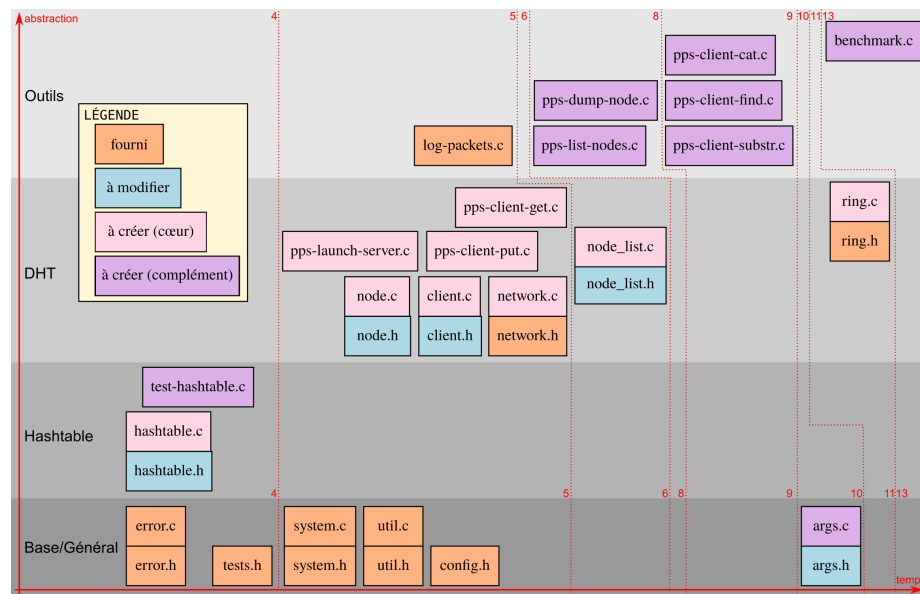 abstraction
4
5
6
8
9
10
11
13
Outils
benchmark.c
pps-client-cat.c
pps-dump-node.c
pps-client-find.c
log-packets.c
pps-list-nodes.c
pps-client-substr.c
LÉGENDE
fourni
à modifier
à créer (cœur)
à créer (complément)
DHT
pps-client-get.c
ring.c
pps-launch-server.c
pps-client-put.c
node_list.c
ring.h
node_list.h
node.c
client.c
network.c
node.h
client.h
network.h
Hashtable
test-hashtable.c
hashtable.c
hashtable.h
4
5
6
8
9
10
11
13
Base/Général
error.c
system.c
util.c
args.c
error.h
tests.h
system.h
util.h
config.h
args.h
temp